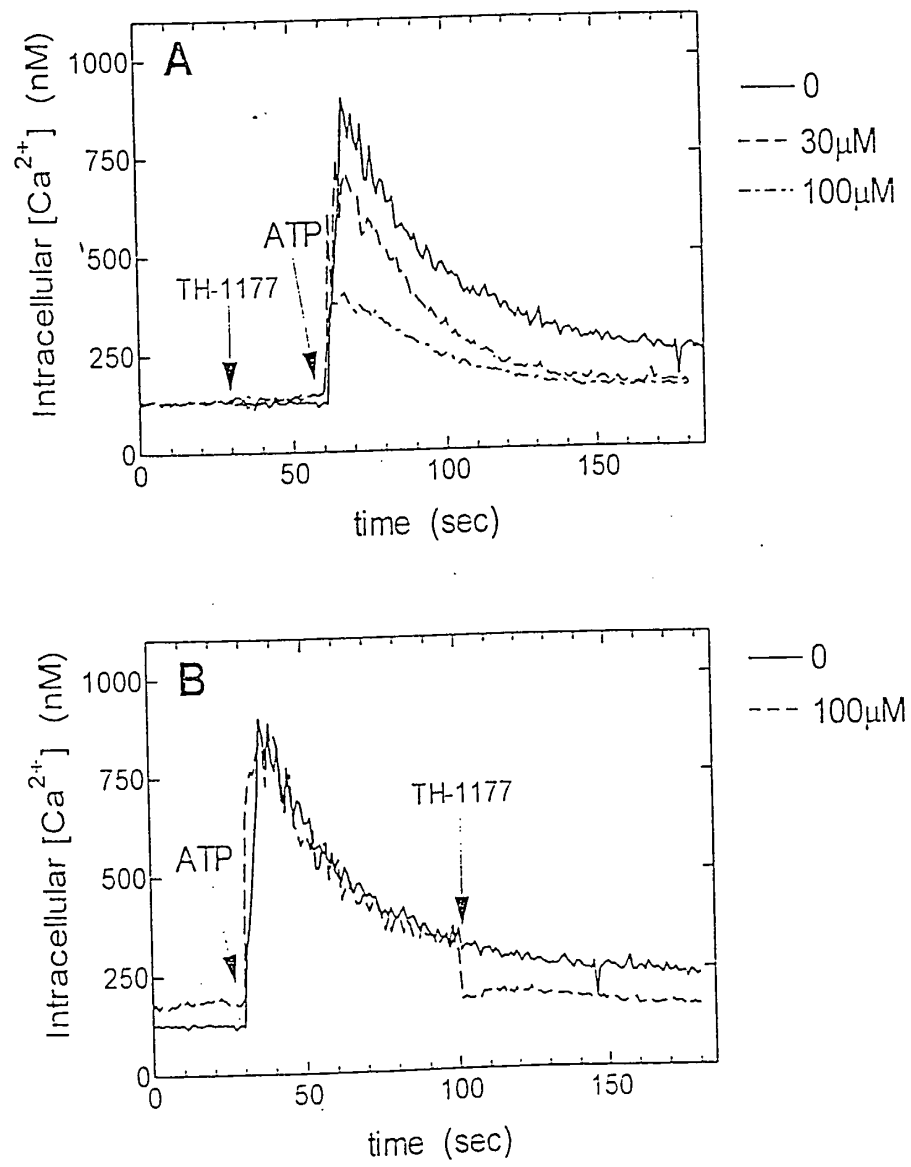 A
Intracellular [Ca2+] (nM)
1000
750
500
250
0
TH-1177
ATP
0
50
100
150
time (sec)
0
30μM
100μM
B
Intracellular [Ca2+] (nM)
1000
750
500
250
0
ATP
TH-1177
0
50
100
150
time (sec)
0
100μM